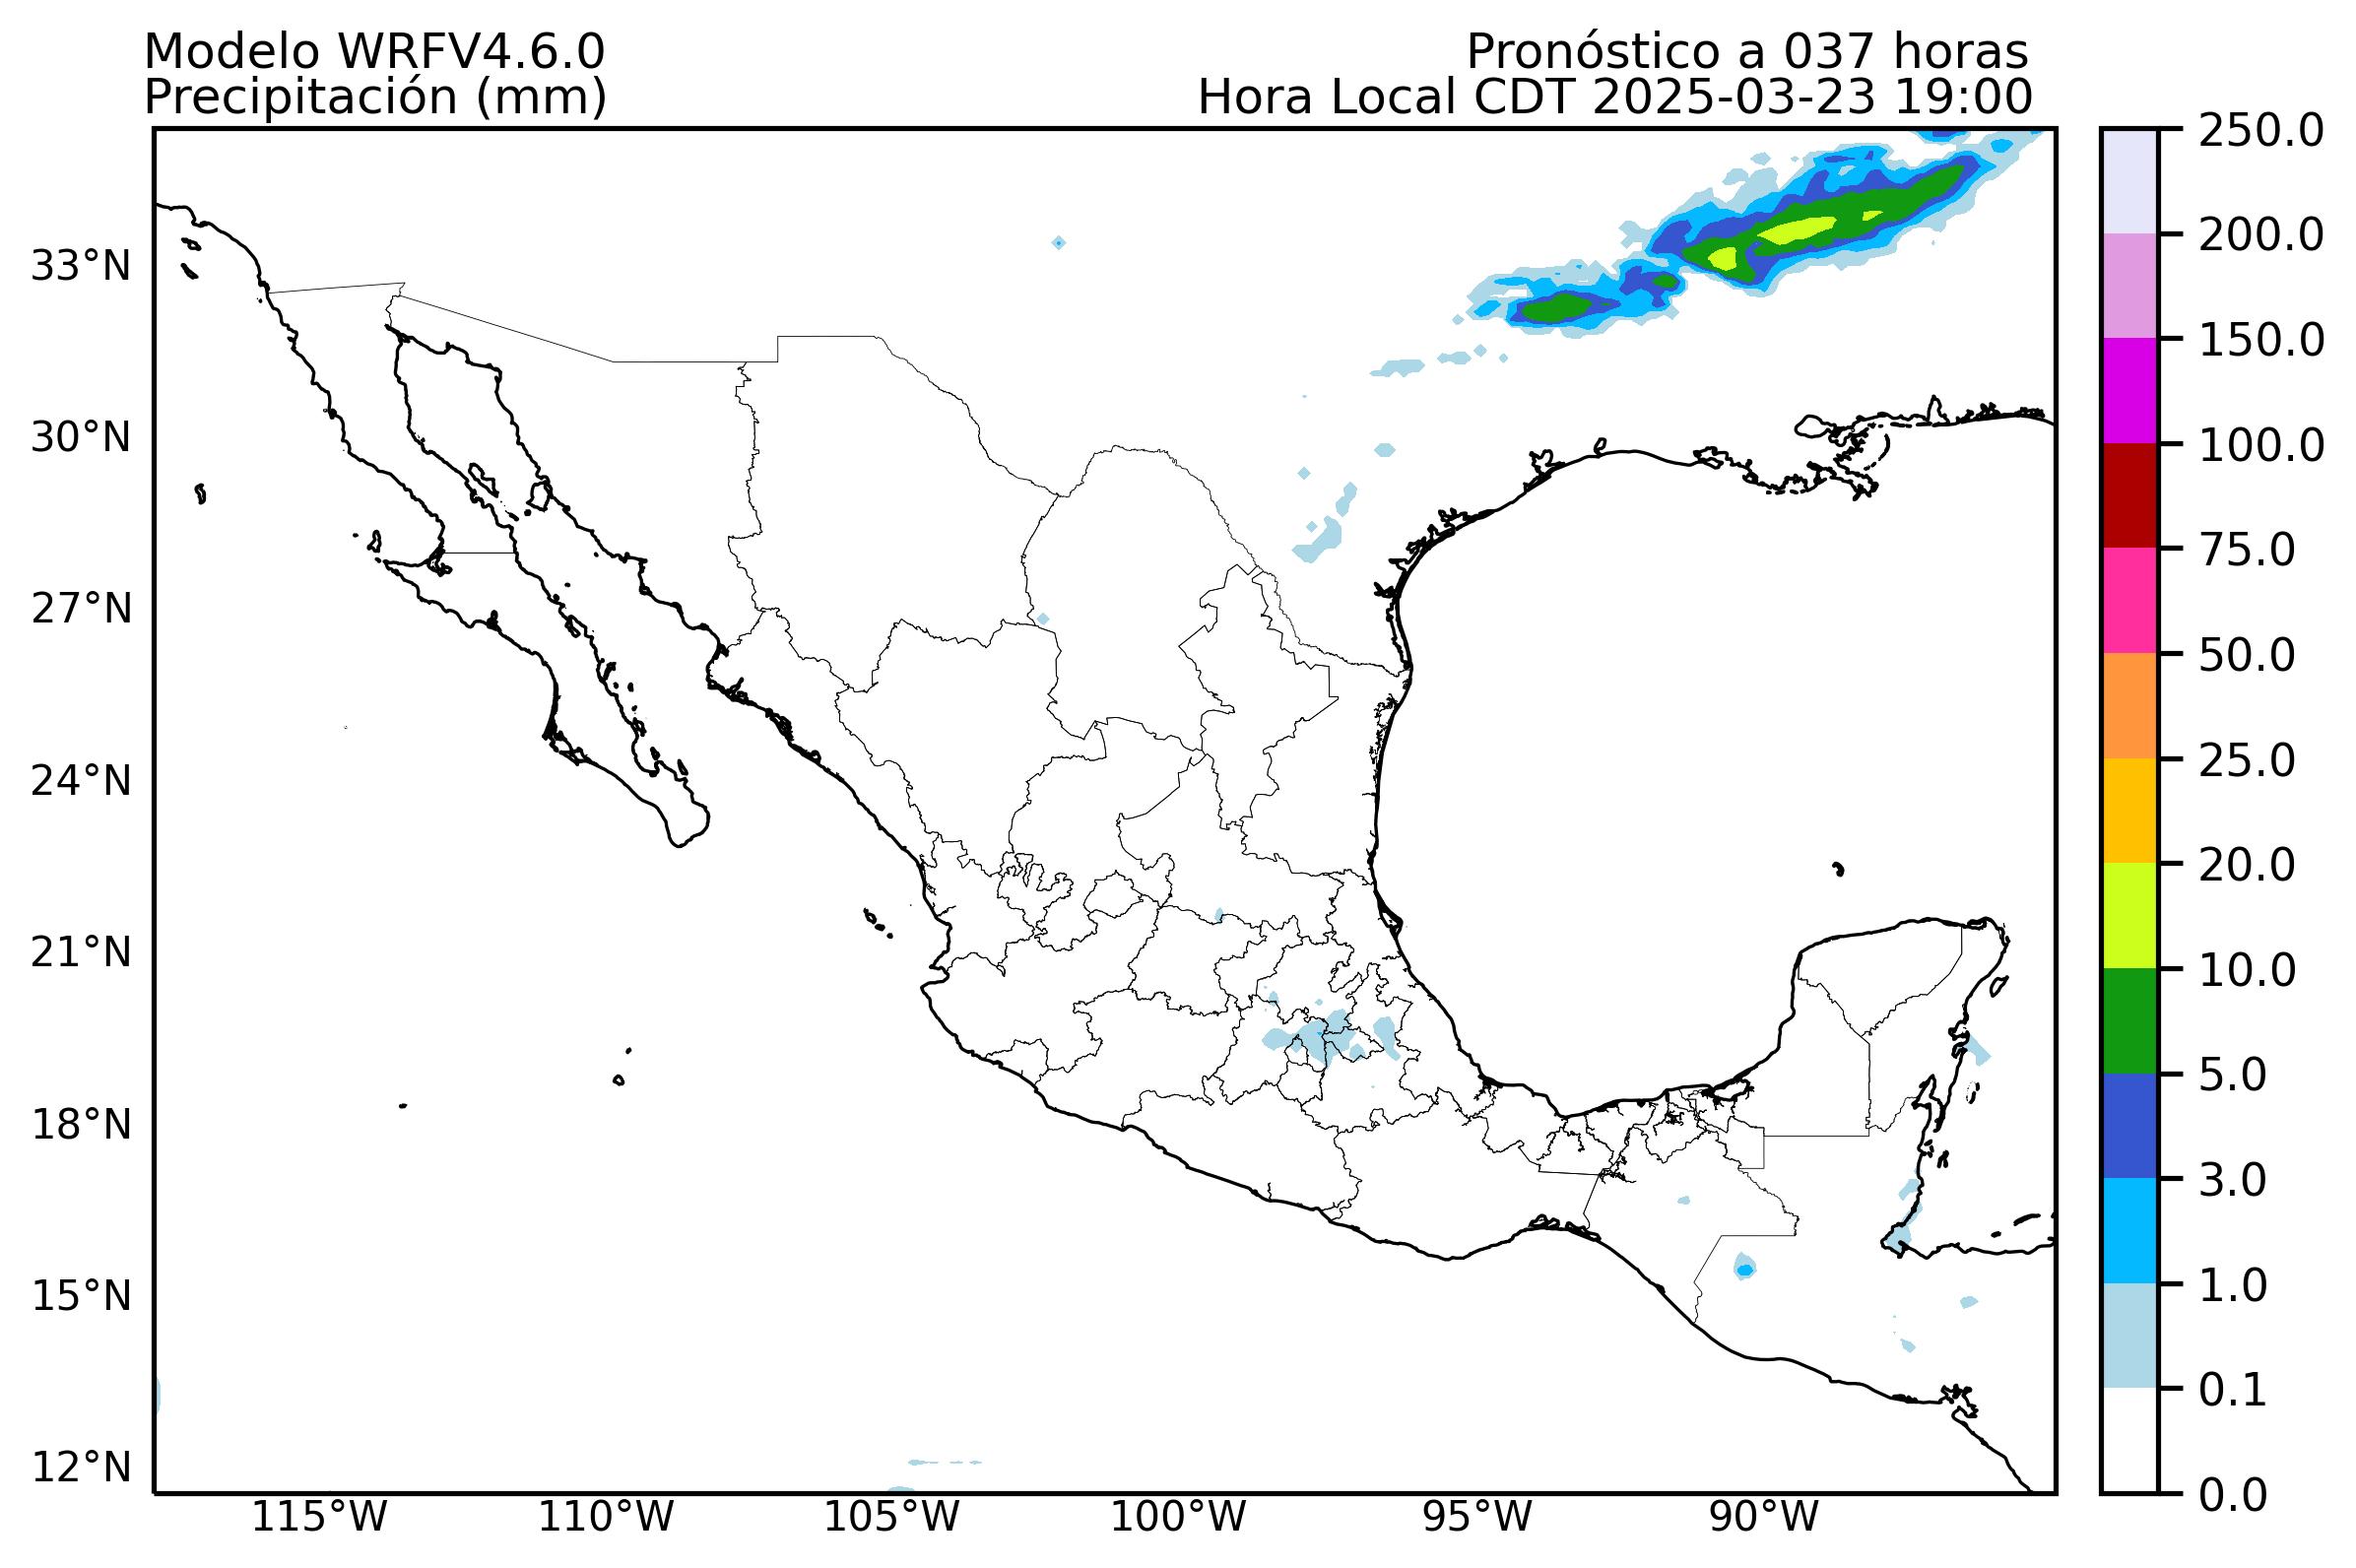 Modelo WRFV4.6.0
Pronóstico a 037 horas
Precipitación (mm)
Hora Local CDT 2025-03-23 19:00
33°N
30°N
27°N
24°N
21°N
18°N
15°N
12°N
115°W
110°W
105°W
100°W
95°W
90°W
250.0
200.0
150.0
100.0
75.0
50.0
25.0
20.0
10.0
5.0
3.0
1.0
0.1
0.0